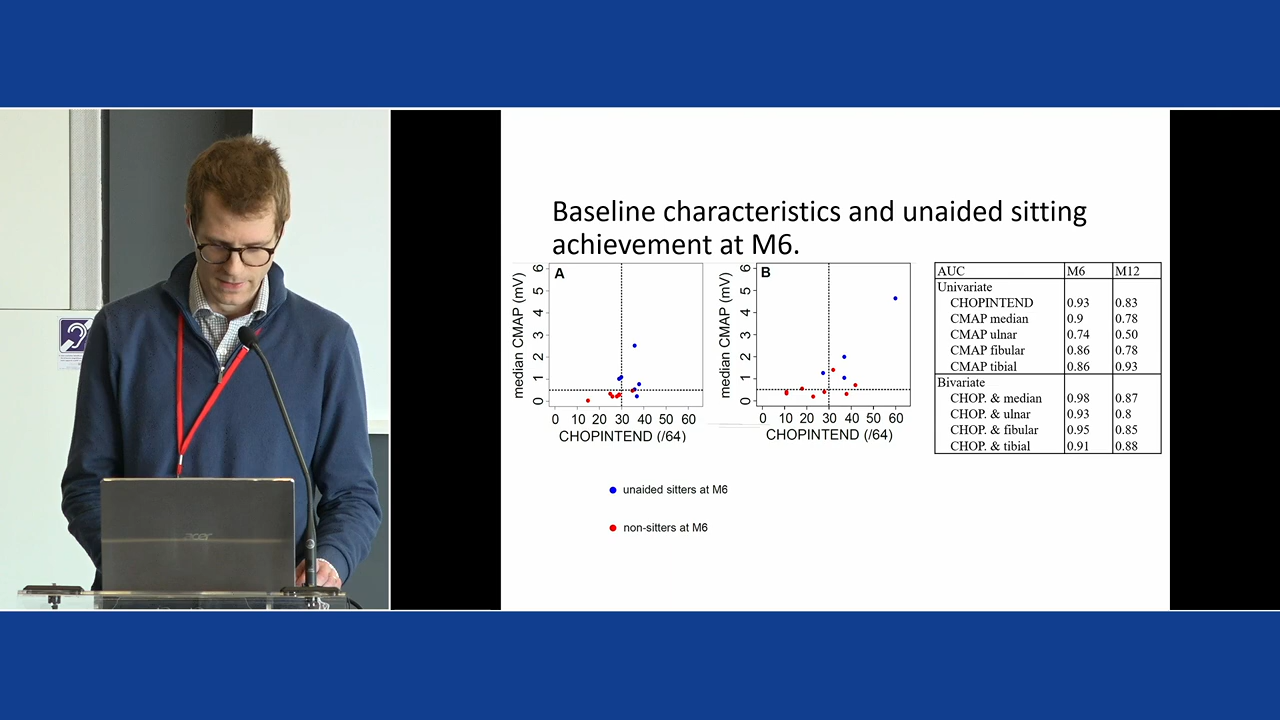 Baseline characteristics and unaided sitting
achievement at M6.
A
median CMAP (mV)
0 1 2 3 4 5 6
0 10 20 30 40 50 60
CHOPINTEND (/64)
B
median CMAP (mV)
0 1 2 3 4 5 6
0 10 20 30 40 50 60
CHOPINTEND (/64)
AUC M6 M12
Univariate
CHOPINTEND 0.93 0.83
CMAP median 0.9 0.78
CMAP ulnar 0.74 0.50
CMAP fibular 0.86 0.78
CMAP tibial 0.86 0.93
Bivariate
CHOP. & median 0.98 0.87
CHOP. & ulnar 0.93 0.8
CHOP. & fibular 0.95 0.85
CHOP. & tibial 0.91 0.88
unaided sitters at M6
non-sitters at M6
acer